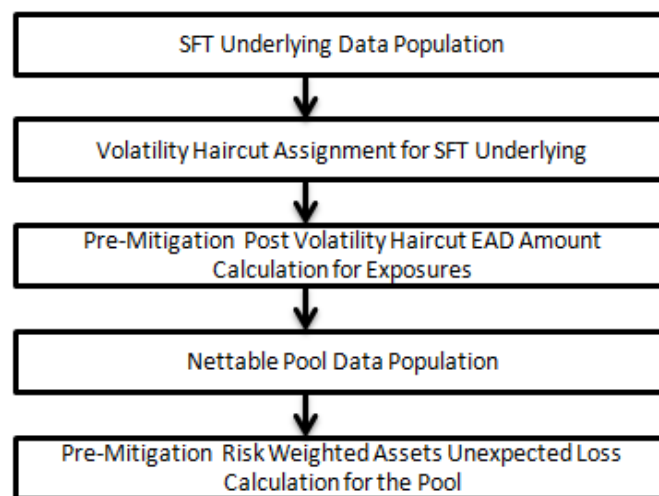 SFT Underlying Data Population
Volatility Haircut Assignment for SFT Underlying
Pre-Mitigation Post Volatility Haircut EAD Amount
Calculation for Exposures
Nettable Pool Data Population
Pre-Mitigation Risk Weighted Assets Unexpected Loss
Calculation for the Pool